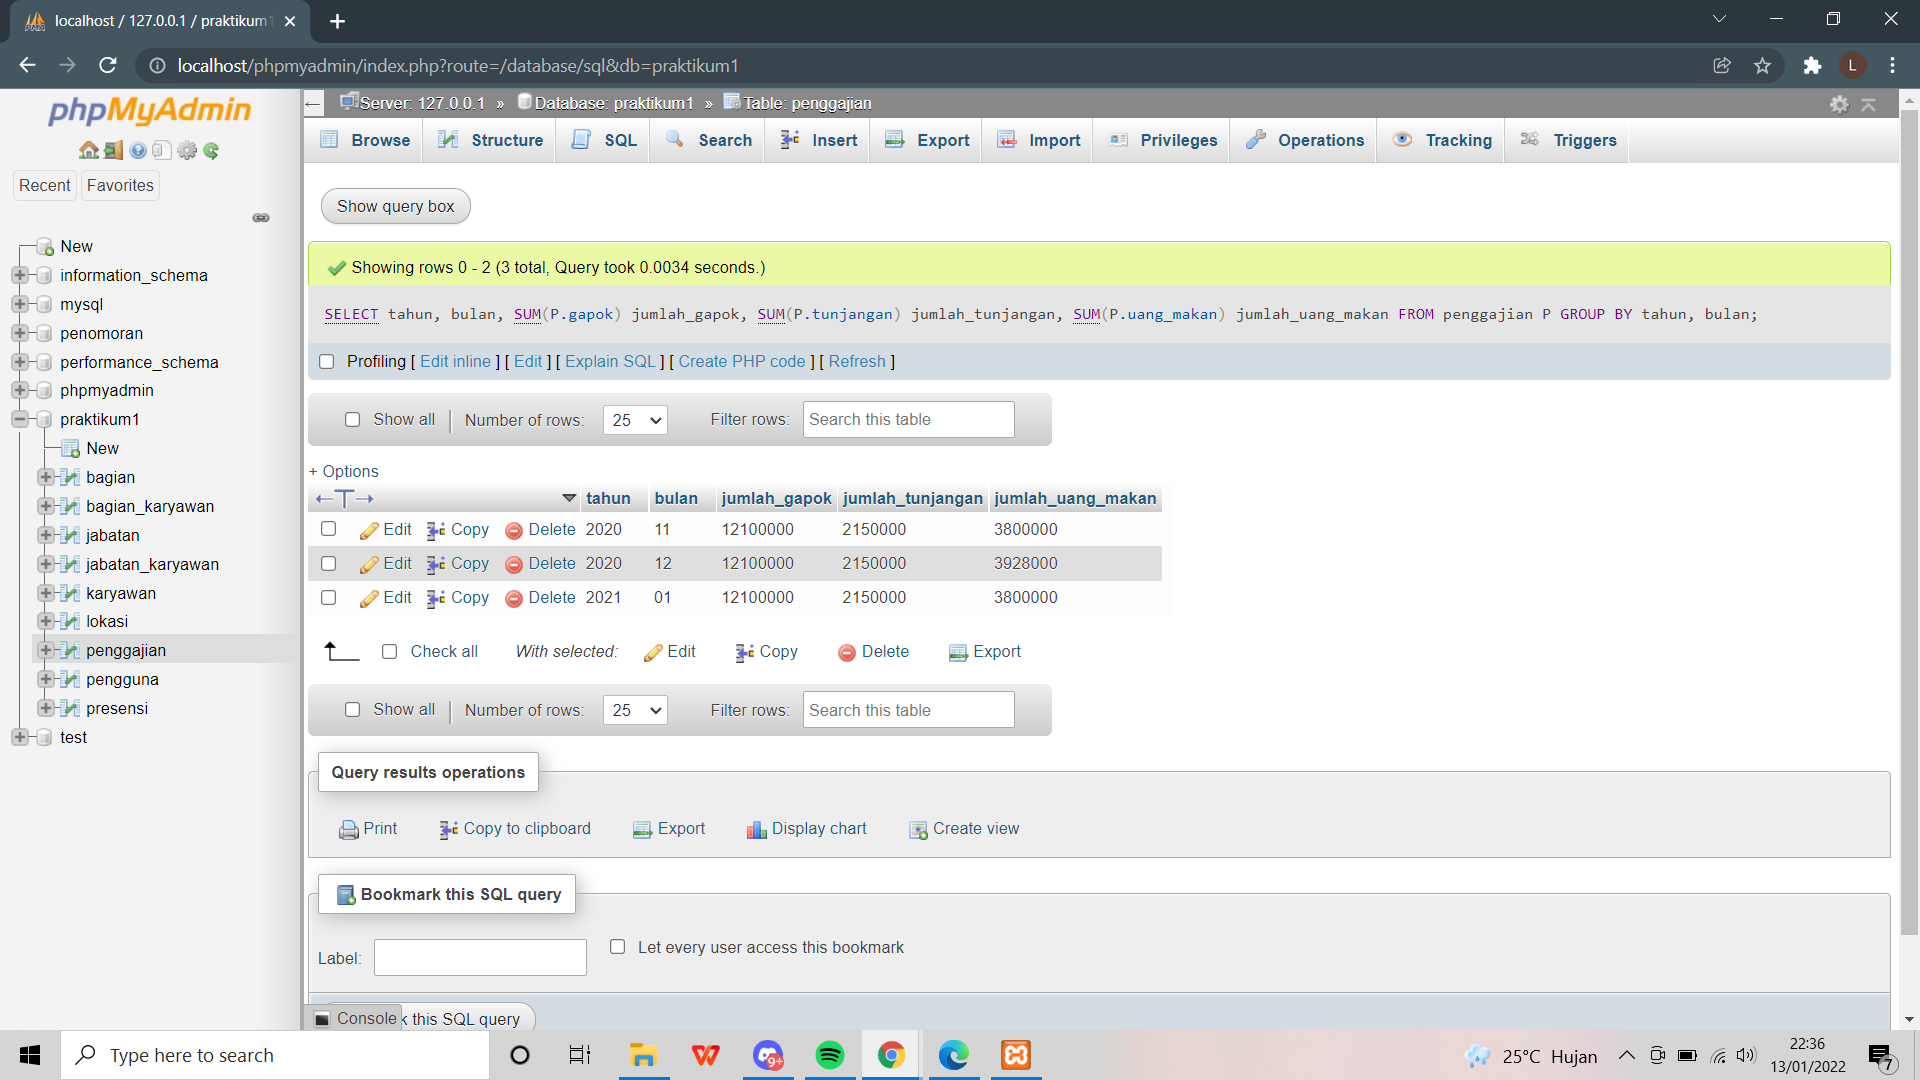 localhost / 127.0.0.1 / praktikum1
localhost/phpmyadmin/index.php?route=/database/sql&db=praktikum1
L
phpMyAdmin
Recent Favorites
New
information_schema
mysql
penomoran
performance_schema
phpmyadmin
praktikum1
New
bagian
bagian_karyawan
jabatan
jabatan_karyawan
karyawan
lokasi
penggajian
pengguna
presensi
test
Server: 127.0.0.1 » Database: praktikum1 » Table: penggajian
Browse Structure SQL Search Insert Export Import Privileges Operations Tracking Triggers
Show query box
Showing rows 0 - 2 (3 total, Query took 0.0034 seconds.)
SELECT tahun, bulan, SUM(P.gapok) jumlah_gapok, SUM(P.tunjangan) jumlah_tunjangan, SUM(P.uang_makan) jumlah_uang_makan FROM penggajian P GROUP BY tahun, bulan;
Profiling [ Edit inline ] [ Edit ] [ Explain SQL ] [ Create PHP code ] [ Refresh ]
Show all | Number of rows: 25 Filter rows: Search this table
+ Options
←T→ tahun bulan jumlah_gapok jumlah_tunjangan jumlah_uang_makan
Edit Copy Delete 2020 11 12100000 2150000 3800000
Edit Copy Delete 2020 12 12100000 2150000 3928000
Edit Copy Delete 2021 01 12100000 2150000 3800000
Check all With selected: Edit Copy Delete Export
Show all | Number of rows: 25 Filter rows: Search this table
Query results operations
Print Copy to clipboard Export Display chart Create view
Bookmark this SQL query
Label: Let every user access this bookmark
Console k this SQL query
Type here to search
9+
25°C Hujan
22:36
13/01/2022
7